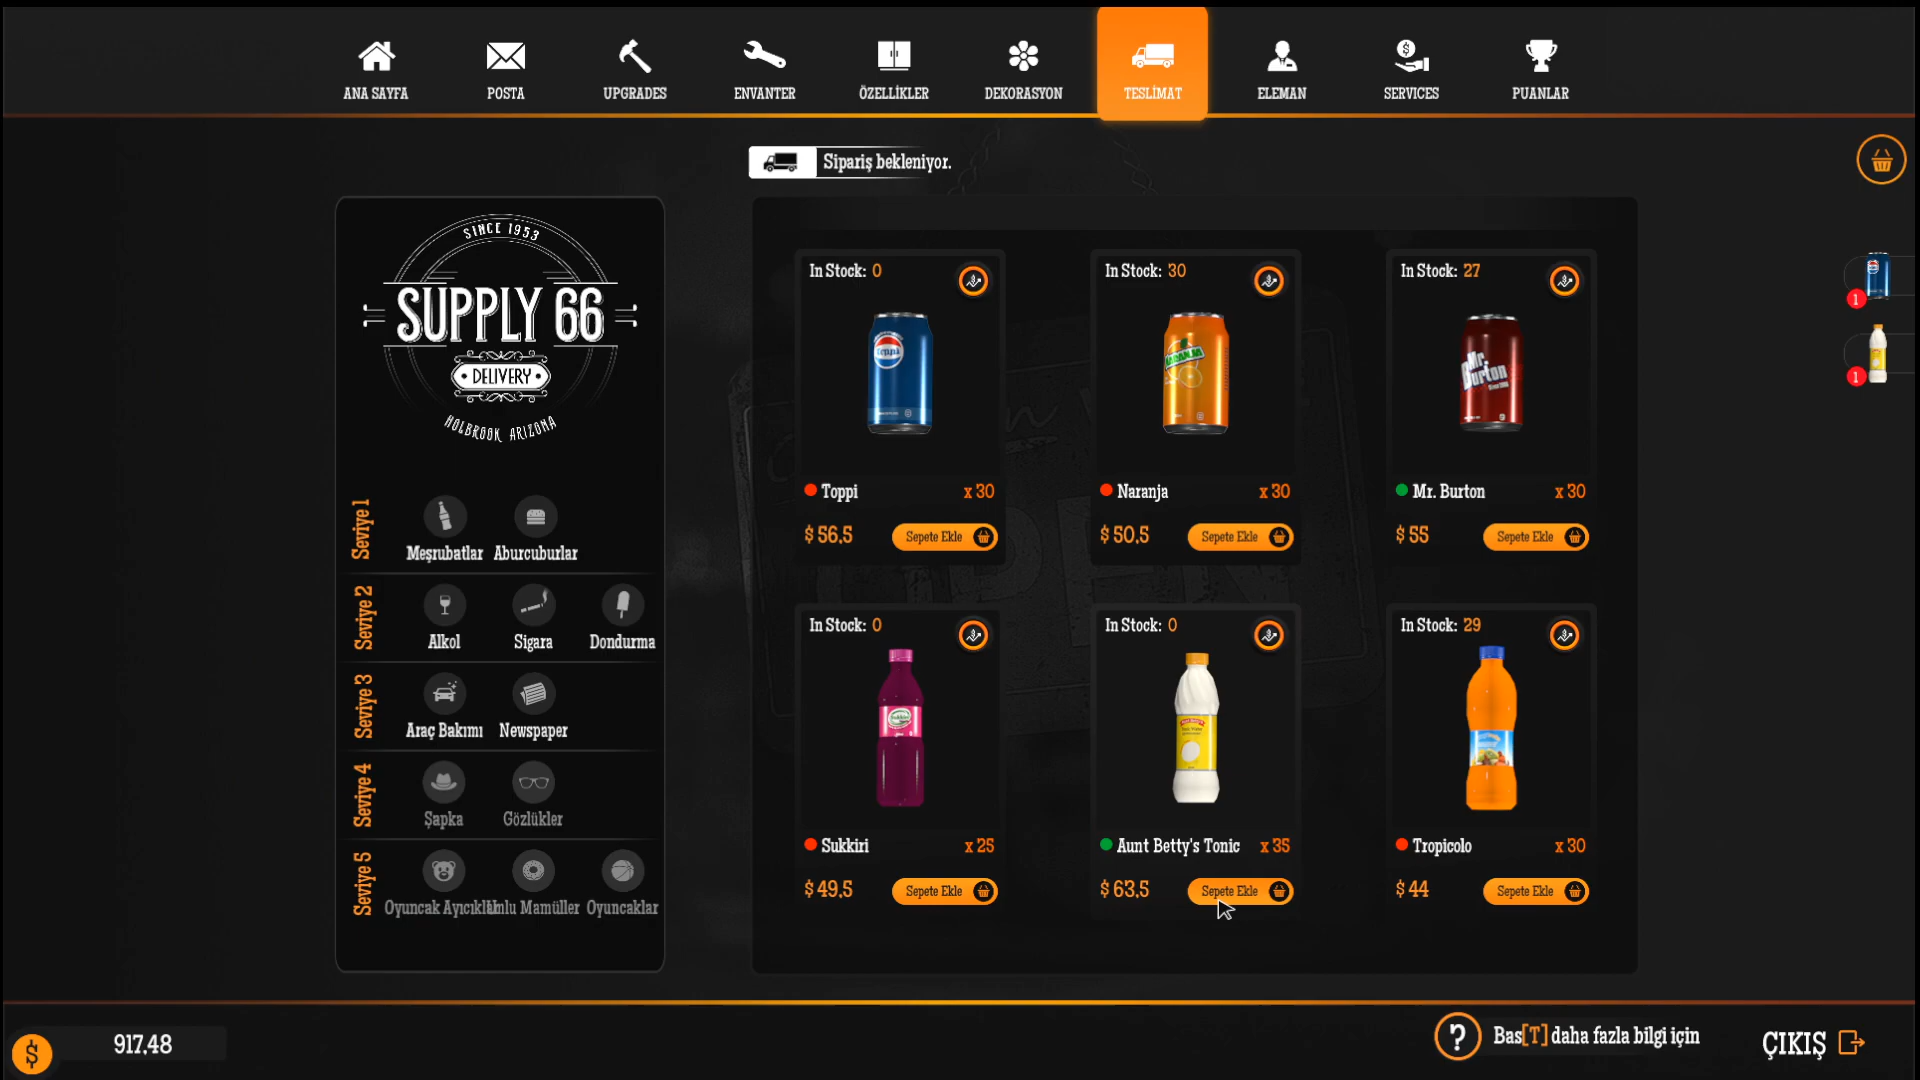 ANA SAYFA
POSTA
UPGRADES
ENVANTER
ÖZELLİKLER
DEKORASYON
TESLİMAT
ELEMAN
SERVICES
PUANLAR
Sipariş bekleniyor.
SINCE 1953
SUPPLY 66
• DELIVERY •
HOLBROOK ARIZONA
Seviye 1
Meşrubatlar
Aburcuburlar
Seviye 2
Alkol
Sigara
Dondurma
Seviye 3
Araç Bakımı
Newspaper
Seviye 4
Şapka
Gözlükler
Seviye 5
Oyuncak Ayıcıklar
Unlu Mamüller
Oyuncaklar
In Stock: 0
Toppi x 30
$ 56,5 Sepete Ekle
In Stock: 30
NARANJA
Naranja x 30
$ 50,5 Sepete Ekle
In Stock: 27
Mr. Burton
Mr. Burton x 30
$ 55 Sepete Ekle
In Stock: 0
Sukkiri x 25
$ 49,5 Sepete Ekle
In Stock: 0
Aunt Betty's Tonic x 35
$ 63,5 Sepete Ekle
In Stock: 29
Tropicolo x 30
$ 44 Sepete Ekle
1
1
$ 917,48
? Bas[T] daha fazla bilgi için
ÇIKIŞ